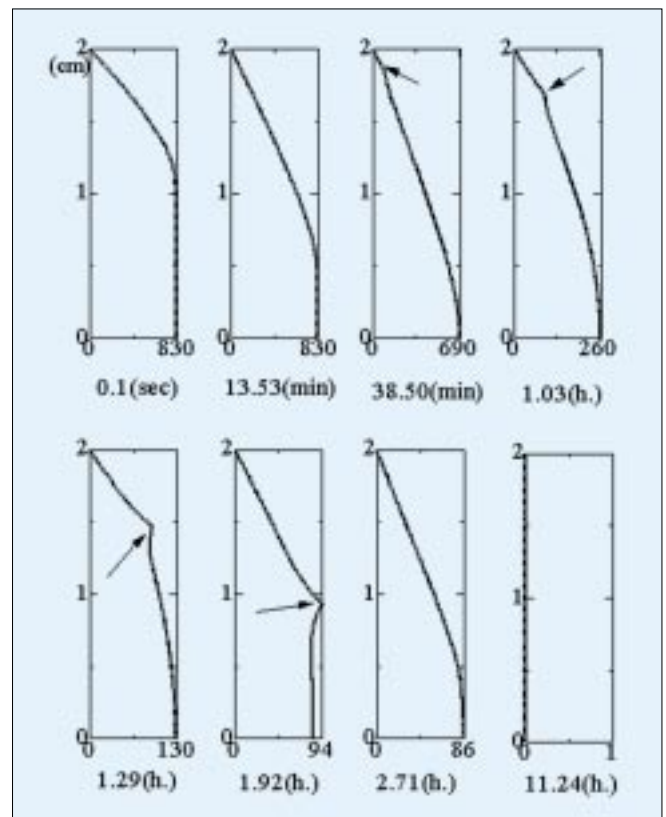 2 2 2 2
(cm)
1 1 1 1
0 0 0 0
0 830 0 830 0 690 0 260
0.1(sec) 13.53(min) 38.50(min) 1.03(h.)
2 2 2 2
1 1 1 1
0 0 0 0
0 130 0 94 0 86 0 1
1.29(h.) 1.92(h.) 2.71(h.) 11.24(h.)